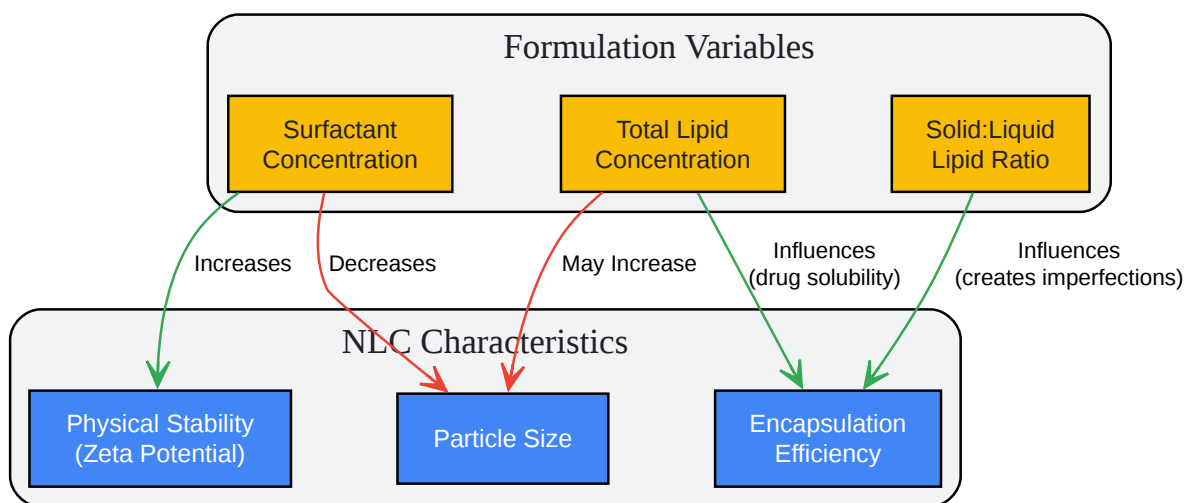 Formulation Variables
Surfactant
Concentration
Total Lipid
Concentration
Solid:Liquid
Lipid Ratio
Increases
Decreases
May Increase
Influences
(drug solubility)
Influences
(creates imperfections)
NLC Characteristics
Physical Stability
(Zeta Potential)
Particle Size
Encapsulation
Efficiency